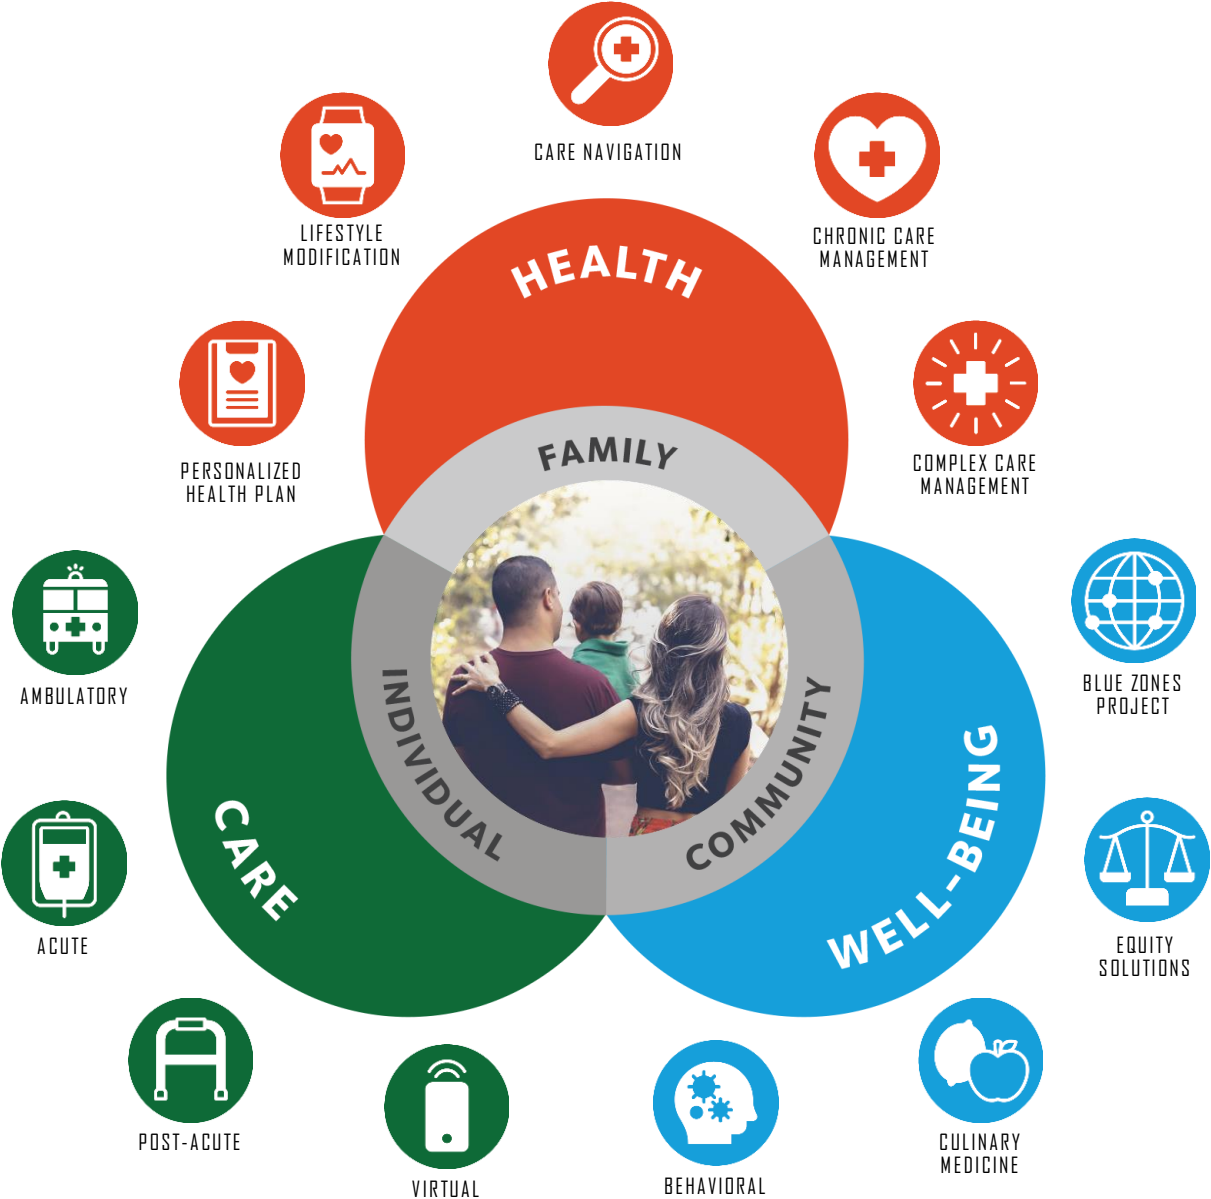 CARE NAVIGATION
LIFESTYLE
MODIFICATION
CHRONIC CARE
MANAGEMENT
HEALTH
PERSONALIZED
HEALTH PLAN
COMPLEX CARE
MANAGEMENT
FAMILY
AMBULATORY
INDIVIDUAL
COMMUNITY
BLUE ZONES
PROJECT
CARE
WELL-BEING
ACUTE
EQUITY
SOLUTIONS
POST-ACUTE
VIRTUAL
BEHAVIORAL
CULINARY
MEDICINE